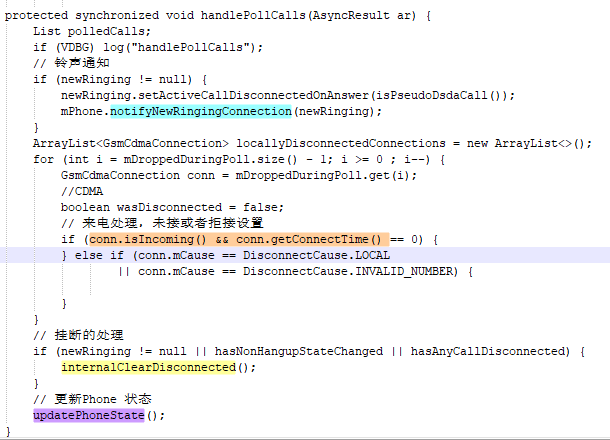 protected synchronized void handlePollCalls(AsyncResult ar) {
List polledCalls;
if (VDBG) log("handlePollCalls");
// 铃声通知
if (newRinging != null) {
newRinging.setActiveCallDisconnectedOnAnswer(isPseudoDsdaCall());
mPhone.notifyNewRingingConnection(newRinging);
}
ArrayList<GsmCdmaConnection> locallyDisconnectedConnections = new ArrayList<>();
for (int i = mDroppedDuringPoll.size() - 1; i >= 0 ; i--) {
GsmCdmaConnection conn = mDroppedDuringPoll.get(i);
//CDMA
boolean wasDisconnected = false;
// 来电处理，未接或者拒接设置
if (conn.isIncoming() && conn.getConnectTime() == 0) {
} else if (conn.mCause == DisconnectCause.LOCAL
|| conn.mCause == DisconnectCause.INVALID_NUMBER) {
}
}
// 挂断的处理
if (newRinging != null || hasNonHangupStateChanged || hasAnyCallDisconnected) {
internalClearDisconnected();
}
// 更新Phone 状态
updatePhoneState();
}